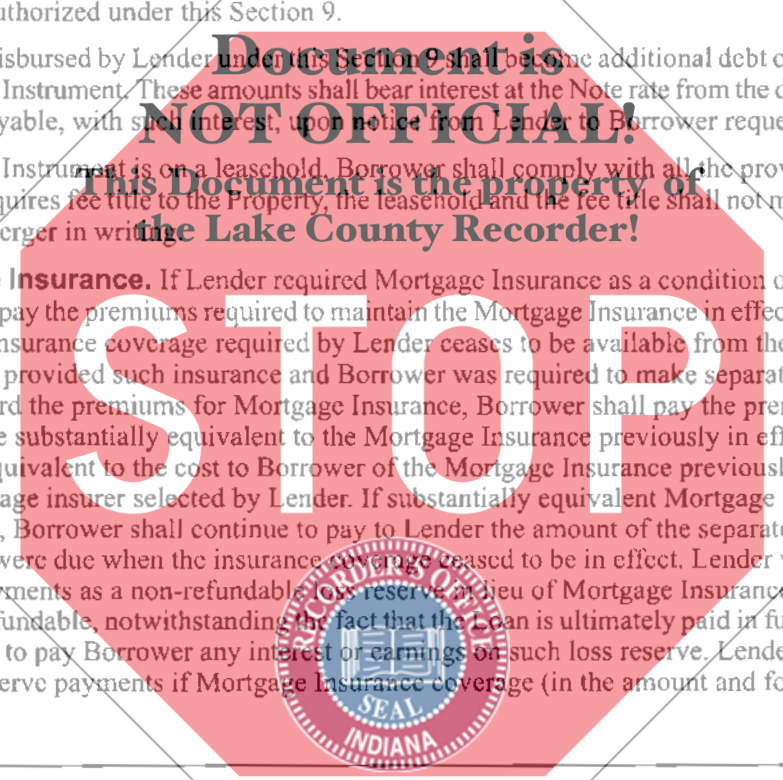 uthorized under this Section 9.
isbursed by Lender under this Section 9 shall become additional debt o
Instrument. These amounts shall bear interest at the Note rate from the d
yable, with such interest, upon notice from Lender to Borrower reque
Instrument is on a leasehold, Borrower shall comply with all the prov
quires fee title to the Property, the leasehold and the fee title shall not m
erger in writing.
Document is
NOT OFFICIAL!
This Document is the property of
the Lake County Recorder!
Insurance. If Lender required Mortgage Insurance as a condition o
pay the premiums required to maintain the Mortgage Insurance in effec
nsurance coverage required by Lender ceases to be available from the
provided such insurance and Borrower was required to make separat
rd the premiums for Mortgage Insurance, Borrower shall pay the pre
e substantially equivalent to the Mortgage Insurance previously in eff
quivalent to the cost to Borrower of the Mortgage Insurance previousl
age insurer selected by Lender. If substantially equivalent Mortgage
, Borrower shall continue to pay to Lender the amount of the separat
were due when the insurance coverage ceased to be in effect. Lender
yments as a non-refundable loss reserve in lieu of Mortgage Insuranc
fundable, notwithstanding the fact that the Loan is ultimately paid in fu
to pay Borrower any interest or earnings on such loss reserve. Lende
erve payments if Mortgage Insurance coverage (in the amount and fo
STOP
RECORDER'S OFFICE
SEAL
INDIANA